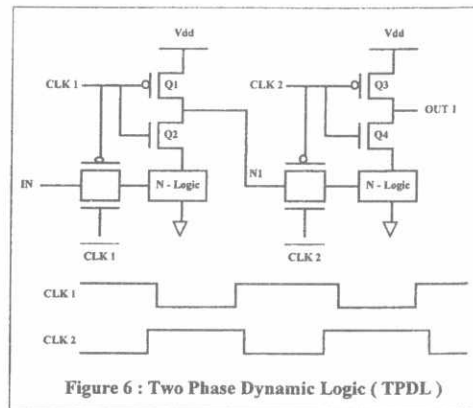 Vdd
Vdd
CLK 1
Q1
CLK 2
Q3
OUT 1
Q2
Q4
IN
N - Logic
N1
N - Logic
CLK 1
CLK 2
CLK 1
CLK 2
Figure 6 : Two Phase Dynamic Logic ( TPDL )